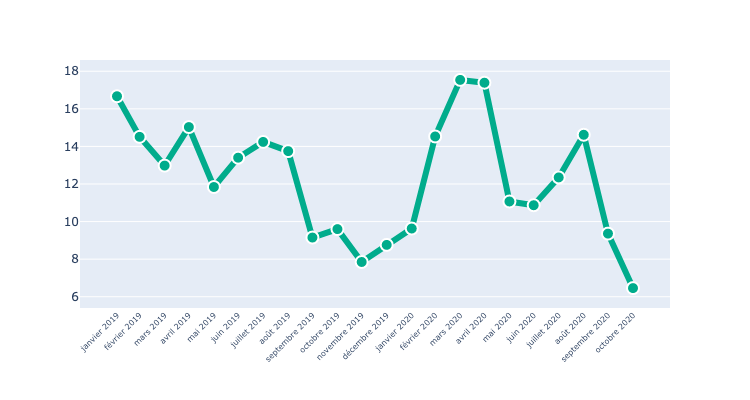 18
16
14
12
10
8
6
janvier 2019
février 2019
mars 2019
avril 2019
mai 2019
juin 2019
juillet 2019
août 2019
septembre 2019
octobre 2019
novembre 2019
décembre 2019
janvier 2020
février 2020
mars 2020
avril 2020
mai 2020
juin 2020
juillet 2020
août 2020
septembre 2020
octobre 2020